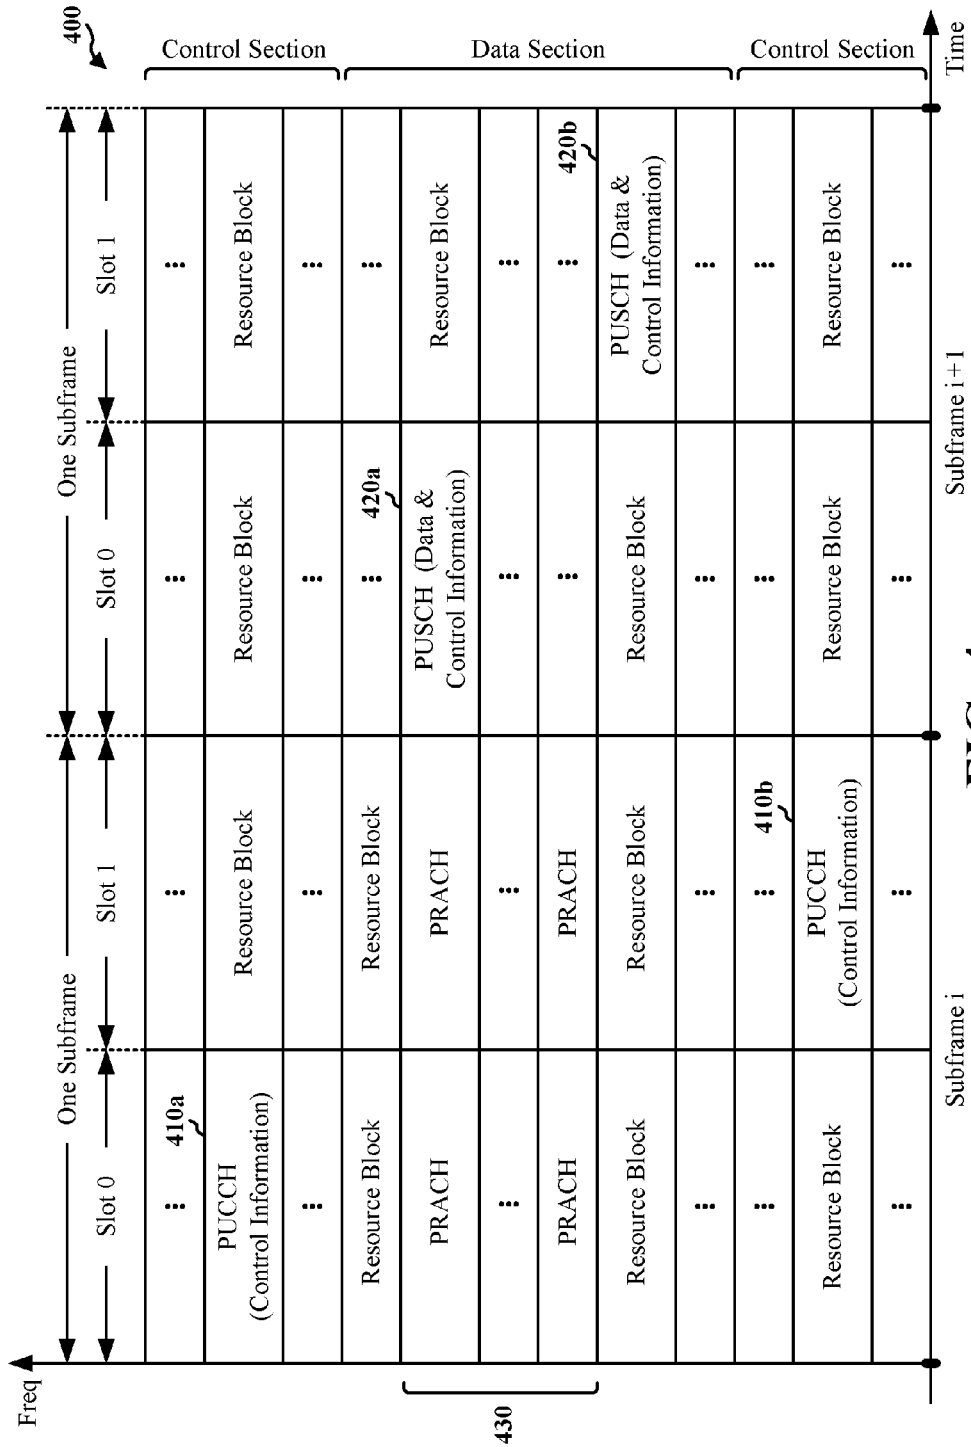 Freq
400
One Subframe
One Subframe
Slot 0
Slot 1
Slot 0
Slot 1
Control Section
Data Section
Control Section
...
410a
...
...
...
PUCCH
(Control Information)
Resource Block
Resource Block
Resource Block
...
...
...
...
Resource Block
Resource Block
...
420a
...
PRACH
PRACH
PUSCH (Data &
Control Information)
Resource Block
430
...
...
...
...
PRACH
PRACH
...
...
420b
Resource Block
Resource Block
Resource Block
PUSCH (Data &
Control Information)
...
...
...
...
...
...
410b
...
...
Resource Block
PUCCH
(Control Information)
Resource Block
Resource Block
...
...
...
...
Subframe i
Subframe i+1
Time